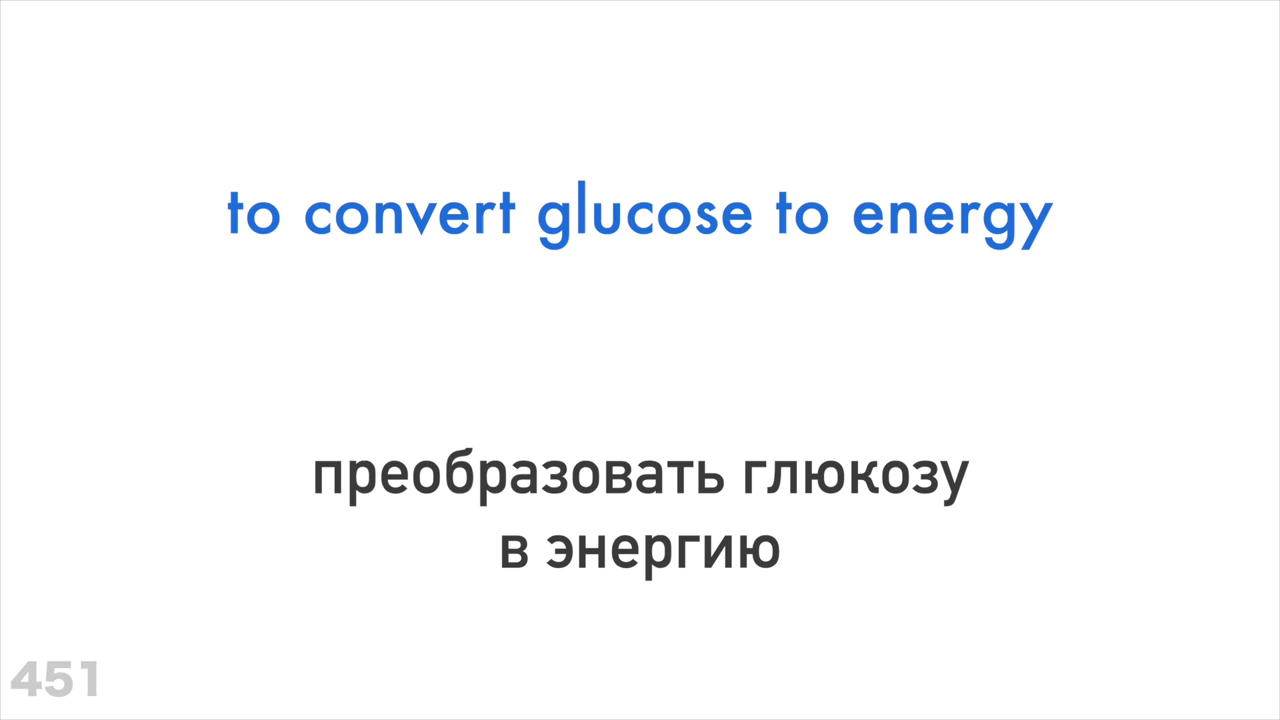 to convert glucose to energy
преобразовать глюкозу
в энергию
451